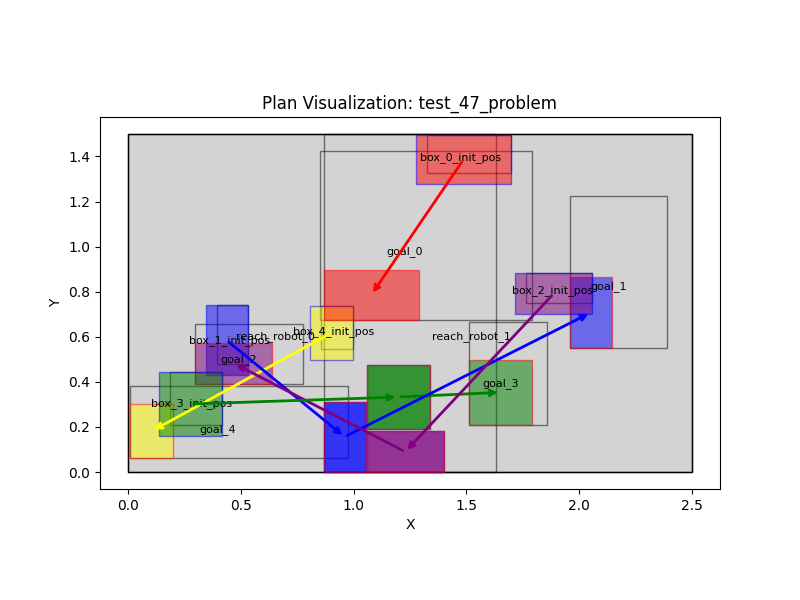 Plan Visualization: test_47_problem
Y
1.4
1.2
1.0
0.8
0.6
0.4
0.2
0.0
box_0_init_pos
goal_0
box_2_init_pos
goal_1
box_1_init_pos
reach_robot_0
box_4_init_pos
reach_robot_1
goal_2
goal_3
box_3_init_pos
goal_4
0.0 0.5 1.0 1.5 2.0 2.5
X